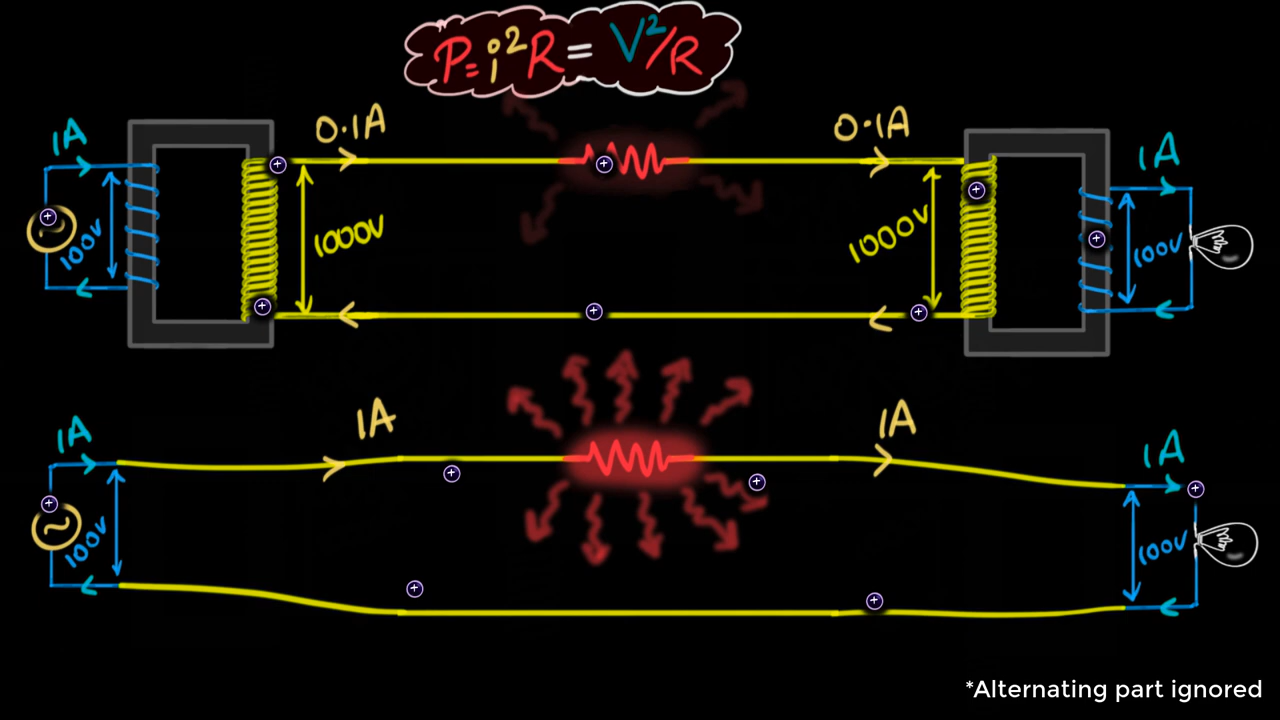 P = i²R = V²/R
1A
0.1A
0.1A
1A
100V
1000V
1000V
100V
1A
1A
1A
1A
100V
100V
*Alternating part ignored